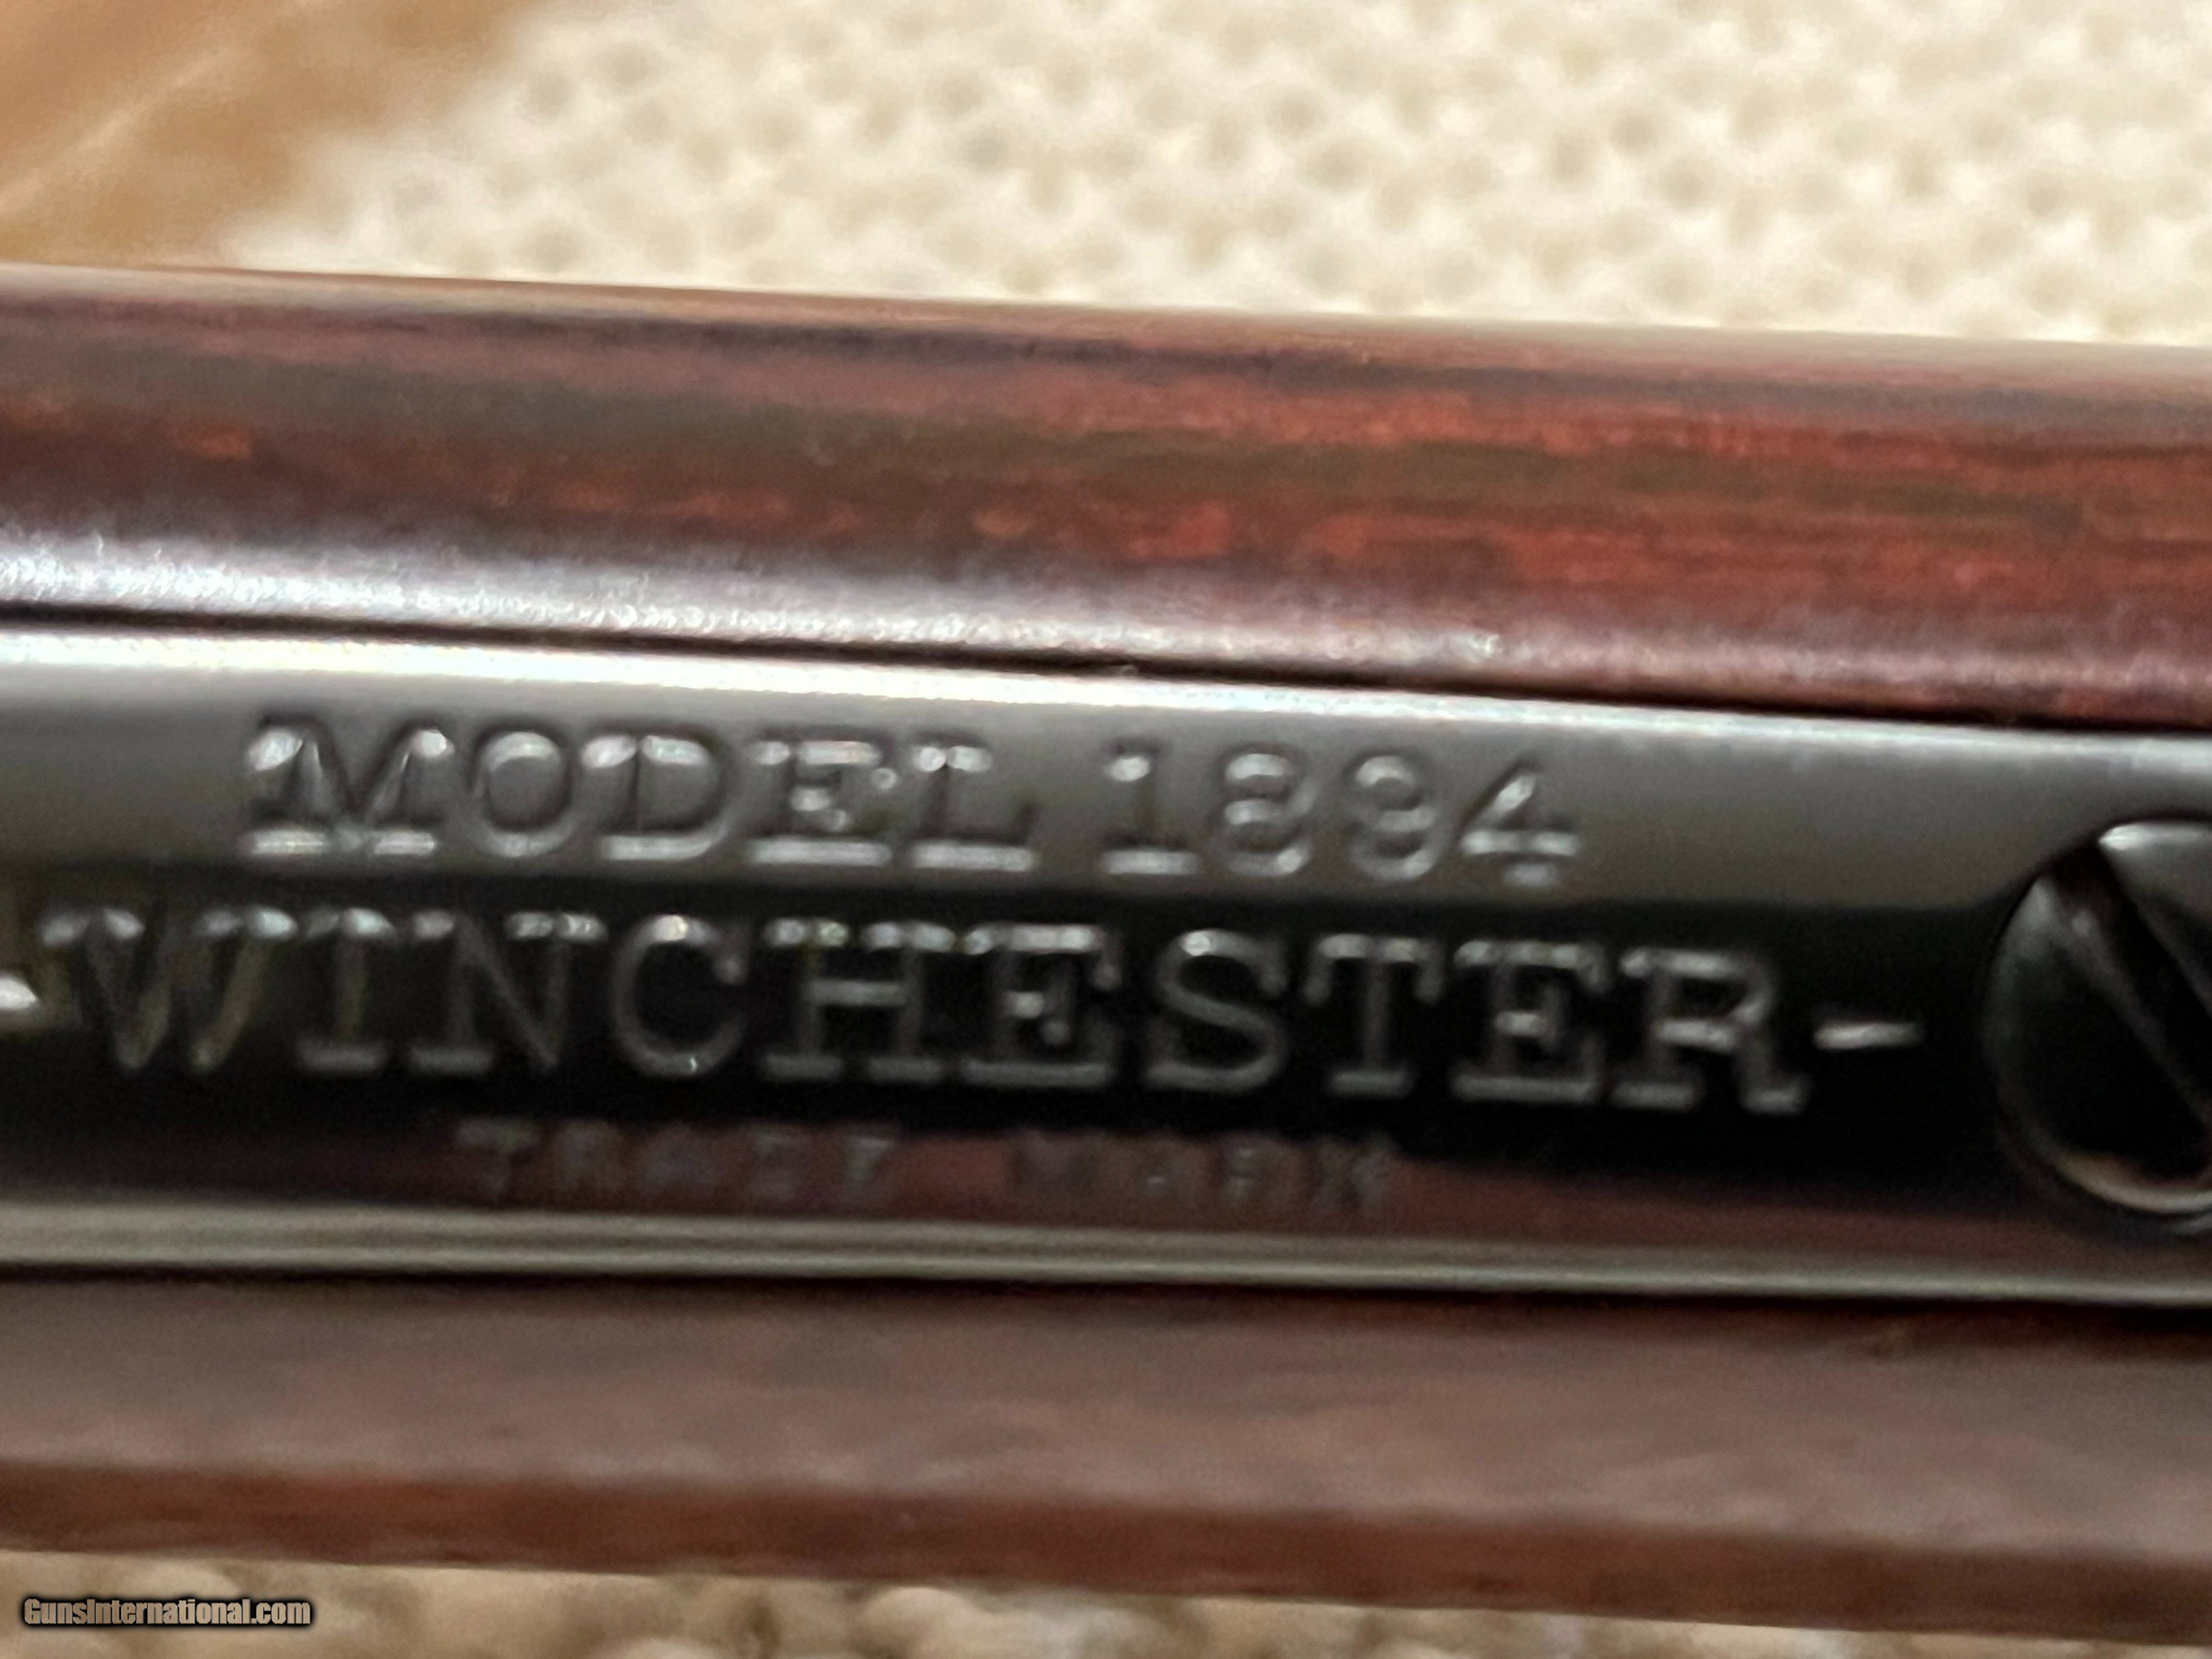 MODEL 1894
-WINCHESTER-
TRADE MARK
GunsInternational.com